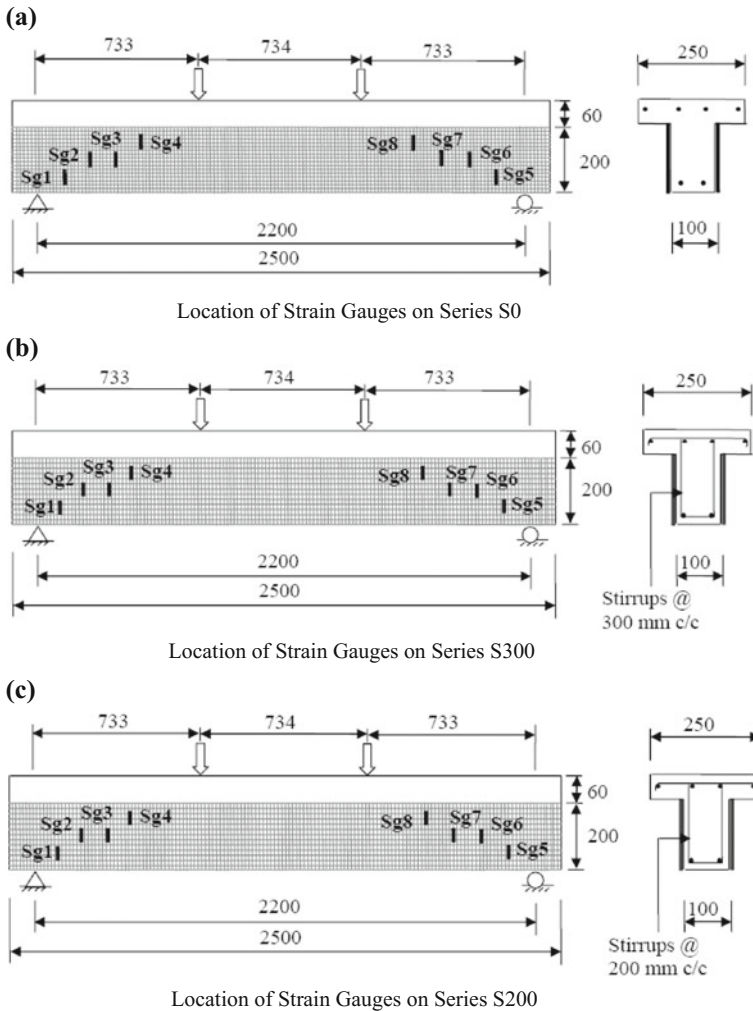 (a)
733 734 733 250
60
Sg3 Sg4 Sg8 Sg7
Sg2 Sg6
Sg1 Sg5
200
2200 100
2500
Location of Strain Gauges on Series S0
(b)
733 734 733 250
60
Sg3 Sg4 Sg8 Sg7
Sg2 Sg6
Sg1 Sg5
200
2200 100
2500
Stirrups @
300 mm c/c
Location of Strain Gauges on Series S300
(c)
733 734 733 250
60
Sg3 Sg4 Sg8 Sg7
Sg2 Sg6
Sg1 Sg5
200
2200 100
2500
Stirrups @
200 mm c/c
Location of Strain Gauges on Series S200